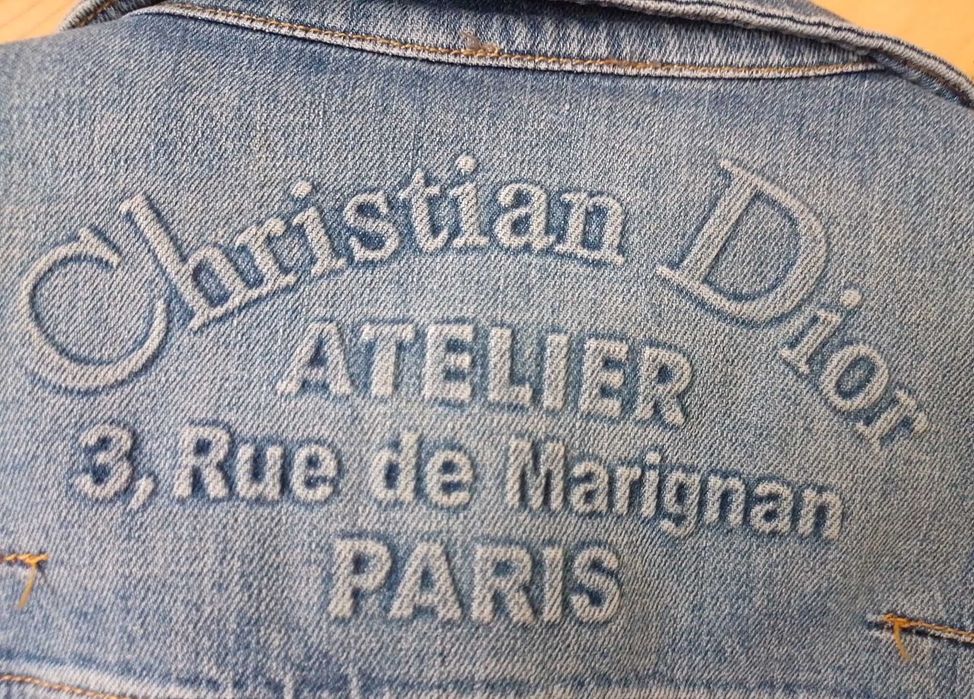 Christian Dior
ATELIER
3, Rue de Marignan
PARIS